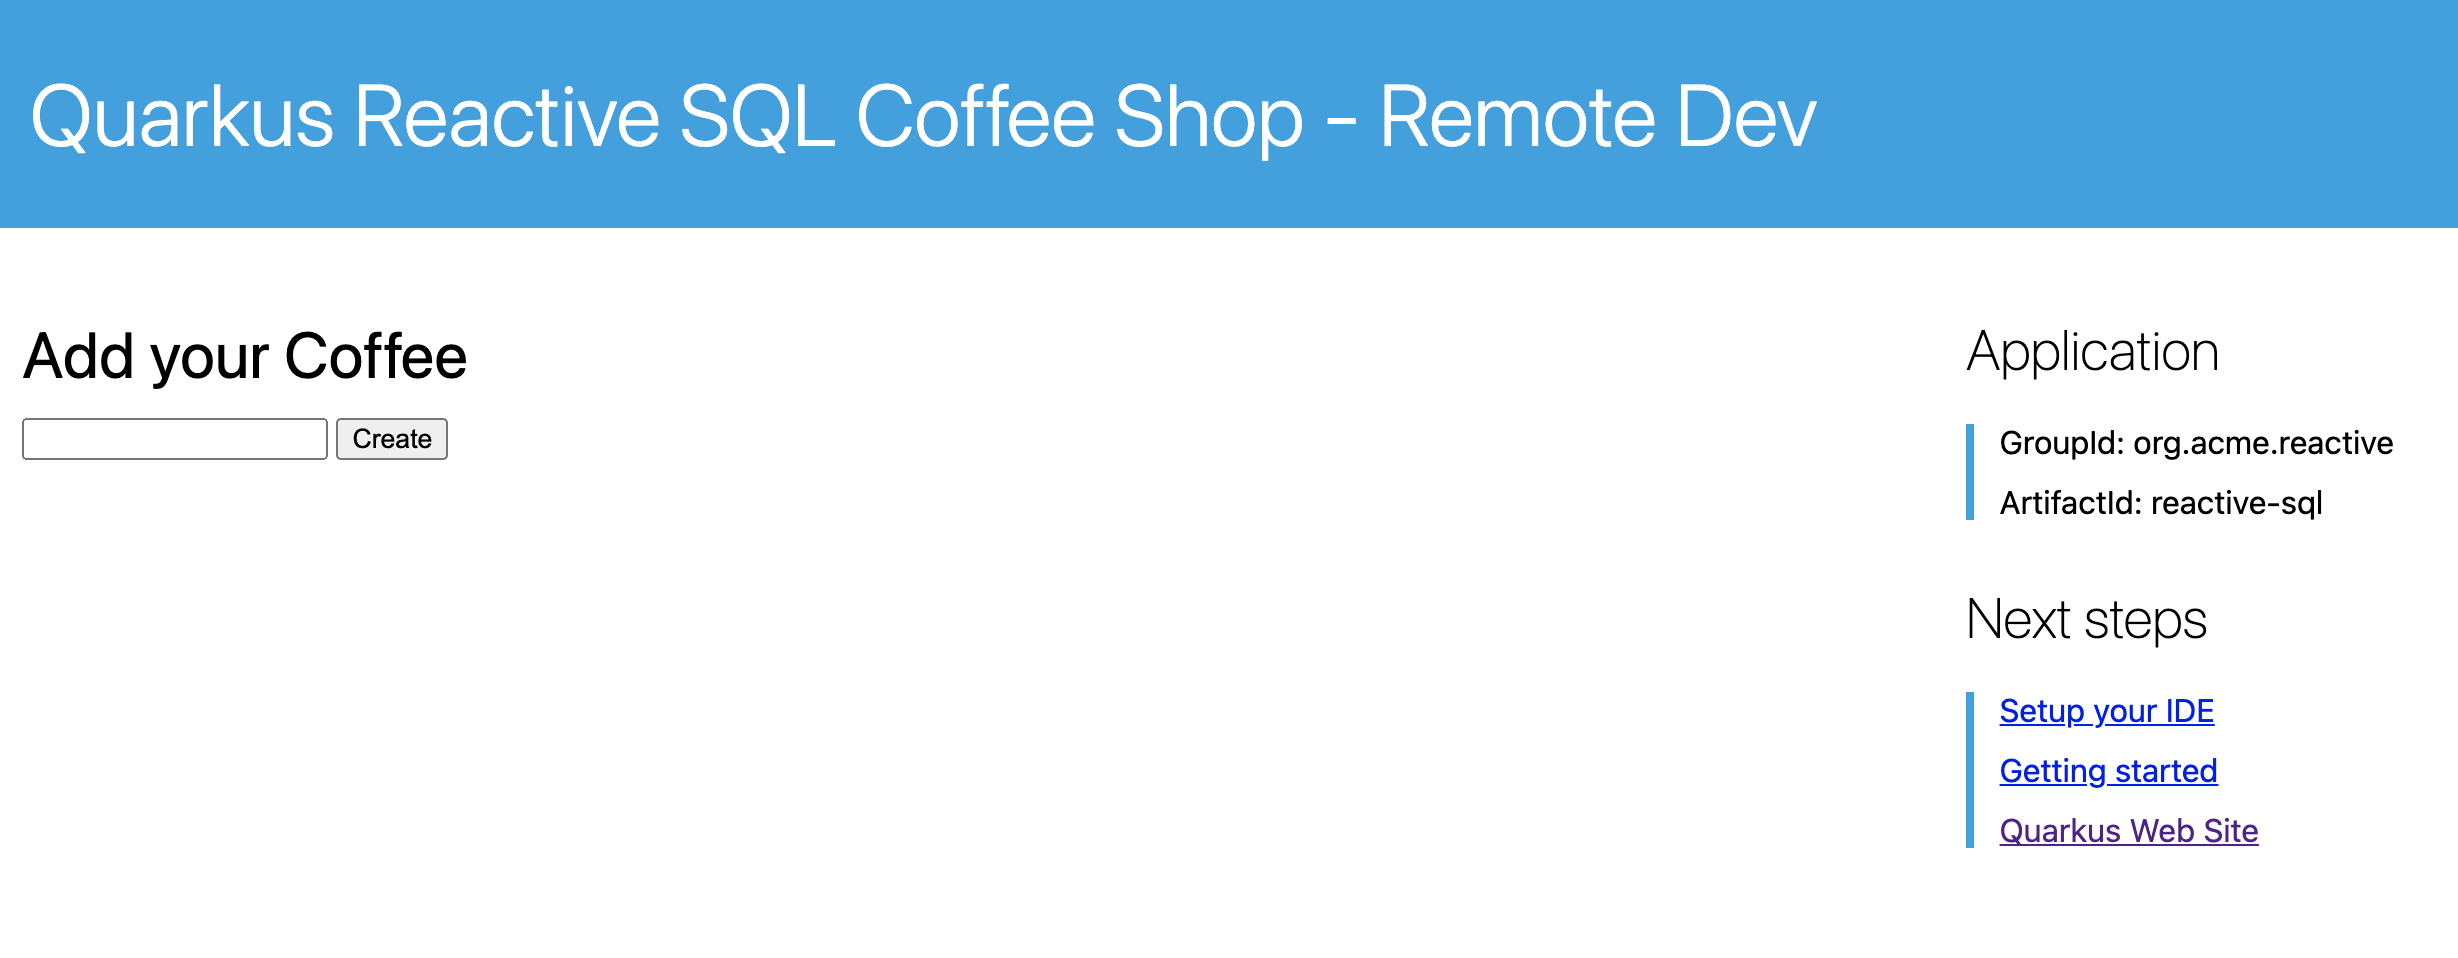 Quarkus Reactive SQL Coffee Shop - Remote Dev
Add your Coffee
Create
Application
GroupId: org.acme.reactive
ArtifactId: reactive-sql
Next steps
Setup your IDE
Getting started
Quarkus Web Site